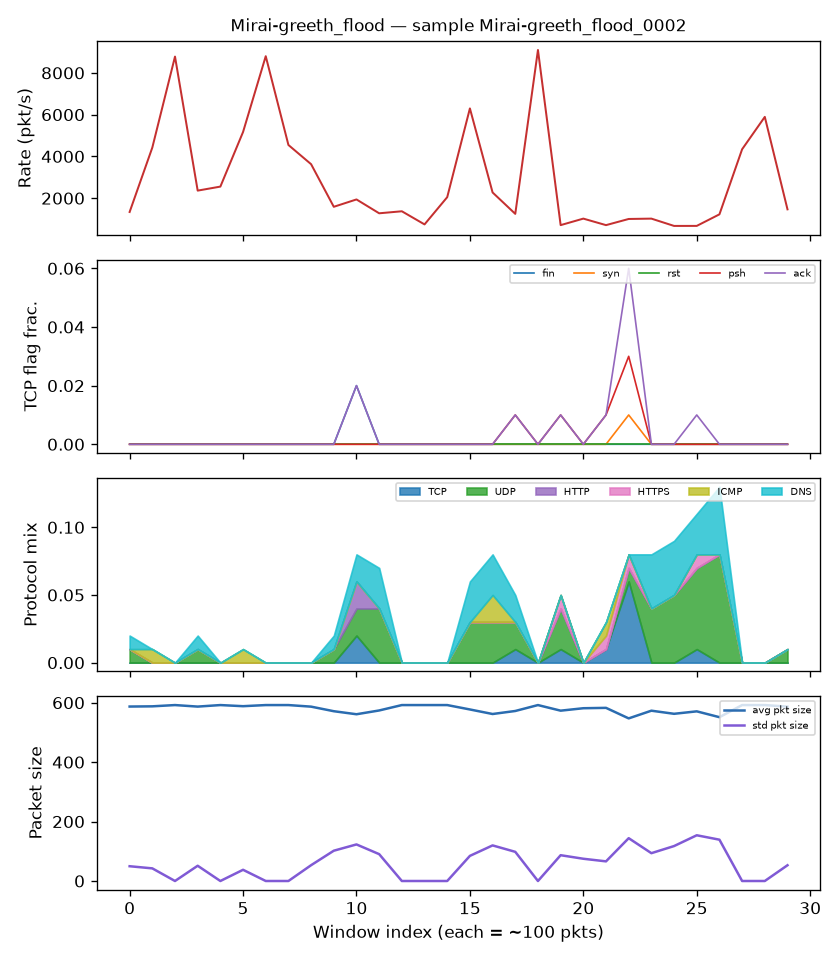 Mirai-greeth_flood — sample Mirai-greeth_flood_0002
Rate (pkt/s)
8000
6000
4000
2000
TCP flag frac.
0.06
0.04
0.02
0.00
fin syn rst psh ack
Protocol mix
0.10
0.05
0.00
TCP UDP HTTP HTTPS ICMP DNS
Packet size
600
400
200
0
avg pkt size
std pkt size
0 5 10 15 20 25 30
Window index (each = ~100 pkts)